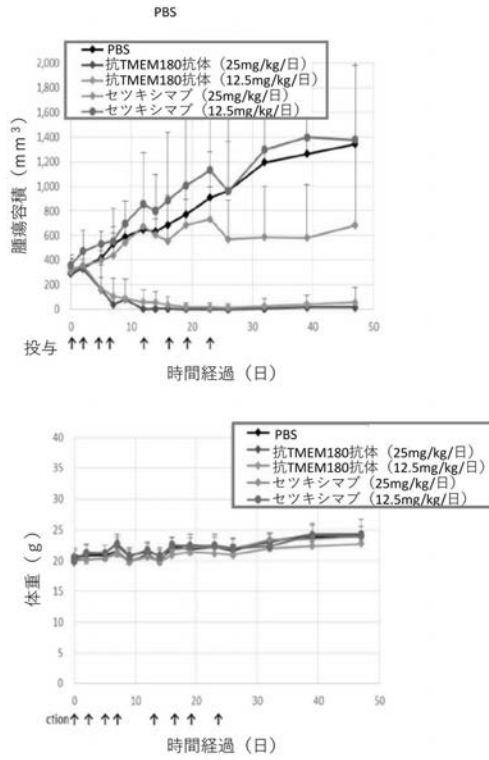 PBS
PBS
抗TMEM180抗体（25mg/kg/日）
抗TMEM180抗体（12.5mg/kg/日）
セツキシマブ（25mg/kg/日）
セツキシマブ（12.5mg/kg/日）
2,000
1,800
1,600
1,400
1,200
1,000
800
600
400
200
0
腫瘍容積（mm³）
0 10 20 30 40 50
投与 ↑ ↑ ↑ ↑ ↑ ↑ ↑ ↑
時間経過（日）
PBS
抗TMEM180抗体（25mg/kg/日）
抗TMEM180抗体（12.5mg/kg/日）
セツキシマブ（25mg/kg/日）
セツキシマブ（12.5mg/kg/日）
40
35
30
25
20
15
10
5
0
体重（g）
0 10 20 30 40 50
ction ↑ ↑ ↑ ↑ ↑ ↑ ↑ ↑
時間経過（日）